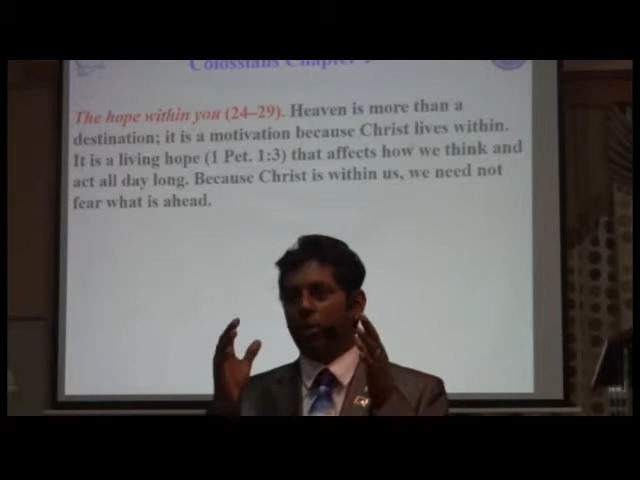 Colossians Chapter
The hope within you (24–29). Heaven is more than a
destination; it is a motivation because Christ lives within.
It is a living hope (1 Pet. 1:3) that affects how we think and
act all day long. Because Christ is within us, we need not
fear what is ahead.